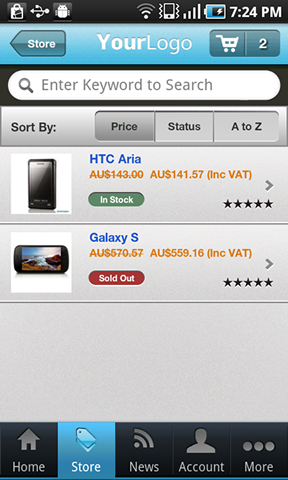 7:24 PM
Store
YourLogo
2
Enter Keyword to Search
Sort By:
Price
Status
A to Z
HTC Aria
AU$143.00 AU$141.57 (Inc VAT)
In Stock
★★★★★
Galaxy S
AU$570.57 AU$559.16 (Inc VAT)
Sold Out
★★★★★
Home
Store
News
Account
More